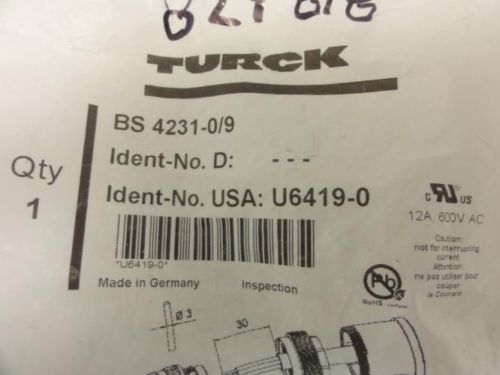 TURCK
BS 4231-0/9
Ident-No. D: ---
Ident-No. USA: U6419-0
Qty
1
*U6419-0*
Made in Germany
Inspection
c RU US
12A, 600V AC
Caution:
not for interrupting
current
Attention:
ne pas utiliser pour
couper
le Courant
Pb
RoHS
ø 3
30